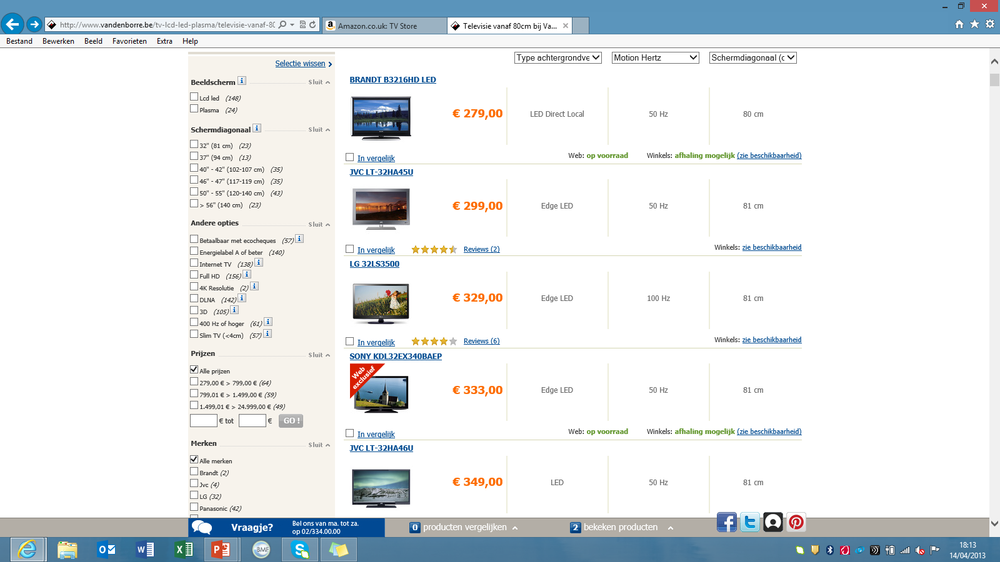 http://www.vandenborre.be/tv-lcd-led-plasma/televisie-vanaf-80
Amazon.co.uk: TV Store
Televisie vanaf 80cm bij Va...
Bestand Bewerken Beeld Favorieten Extra Help
Selectie wissen
Beeldscherm Sluit
Lcd led (148)
Plasma (24)
Schermdiagonaal Sluit
32" (81 cm) (23)
37" (94 cm) (13)
40" - 42" (102-107 cm) (35)
46" - 47" (117-119 cm) (35)
50" - 55" (120-140 cm) (43)
> 56" (140 cm) (23)
Andere opties Sluit
Betaalbaar met ecocheques (57)
Energielabel A of beter (140)
Internet TV (138)
Full HD (156)
4K Resolutie (2)
DLNA (142)
3D (105)
400 Hz of hoger (61)
Slim TV (<4cm) (57)
Prijzen Sluit
Alle prijzen
279,00 € > 799,00 € (64)
799,01 € > 1.499,00 € (59)
1.499,01 € > 24.999,00 € (49)
€ tot € GO !
Merken Sluit
Alle merken
Brandt (2)
Jvc (4)
LG (32)
Panasonic (42)
Type achtergrondve Motion Hertz Schermdiagonaal (c
BRANDT B3216HD LED
€ 279,00 LED Direct Local 50 Hz 80 cm
In vergelijk Web: op voorraad Winkels: afhaling mogelijk (zie beschikbaarheid)
JVC LT-32HA45U
€ 299,00 Edge LED 50 Hz 81 cm
In vergelijk Reviews (2) Winkels: zie beschikbaarheid
LG 32LS3500
€ 329,00 Edge LED 100 Hz 81 cm
In vergelijk Reviews (6) Winkels: zie beschikbaarheid
SONY KDL32EX340BAEP
Web
exclusief
€ 333,00 Edge LED 50 Hz 81 cm
In vergelijk Web: op voorraad Winkels: afhaling mogelijk (zie beschikbaarheid)
JVC LT-32HA46U
€ 349,00 LED 50 Hz 81 cm
Vraagje? Bel ons van ma. tot za.
op 02/334.00.00
0 producten vergelijken
2 bekeken producten
BMF
18:13
14/04/2013